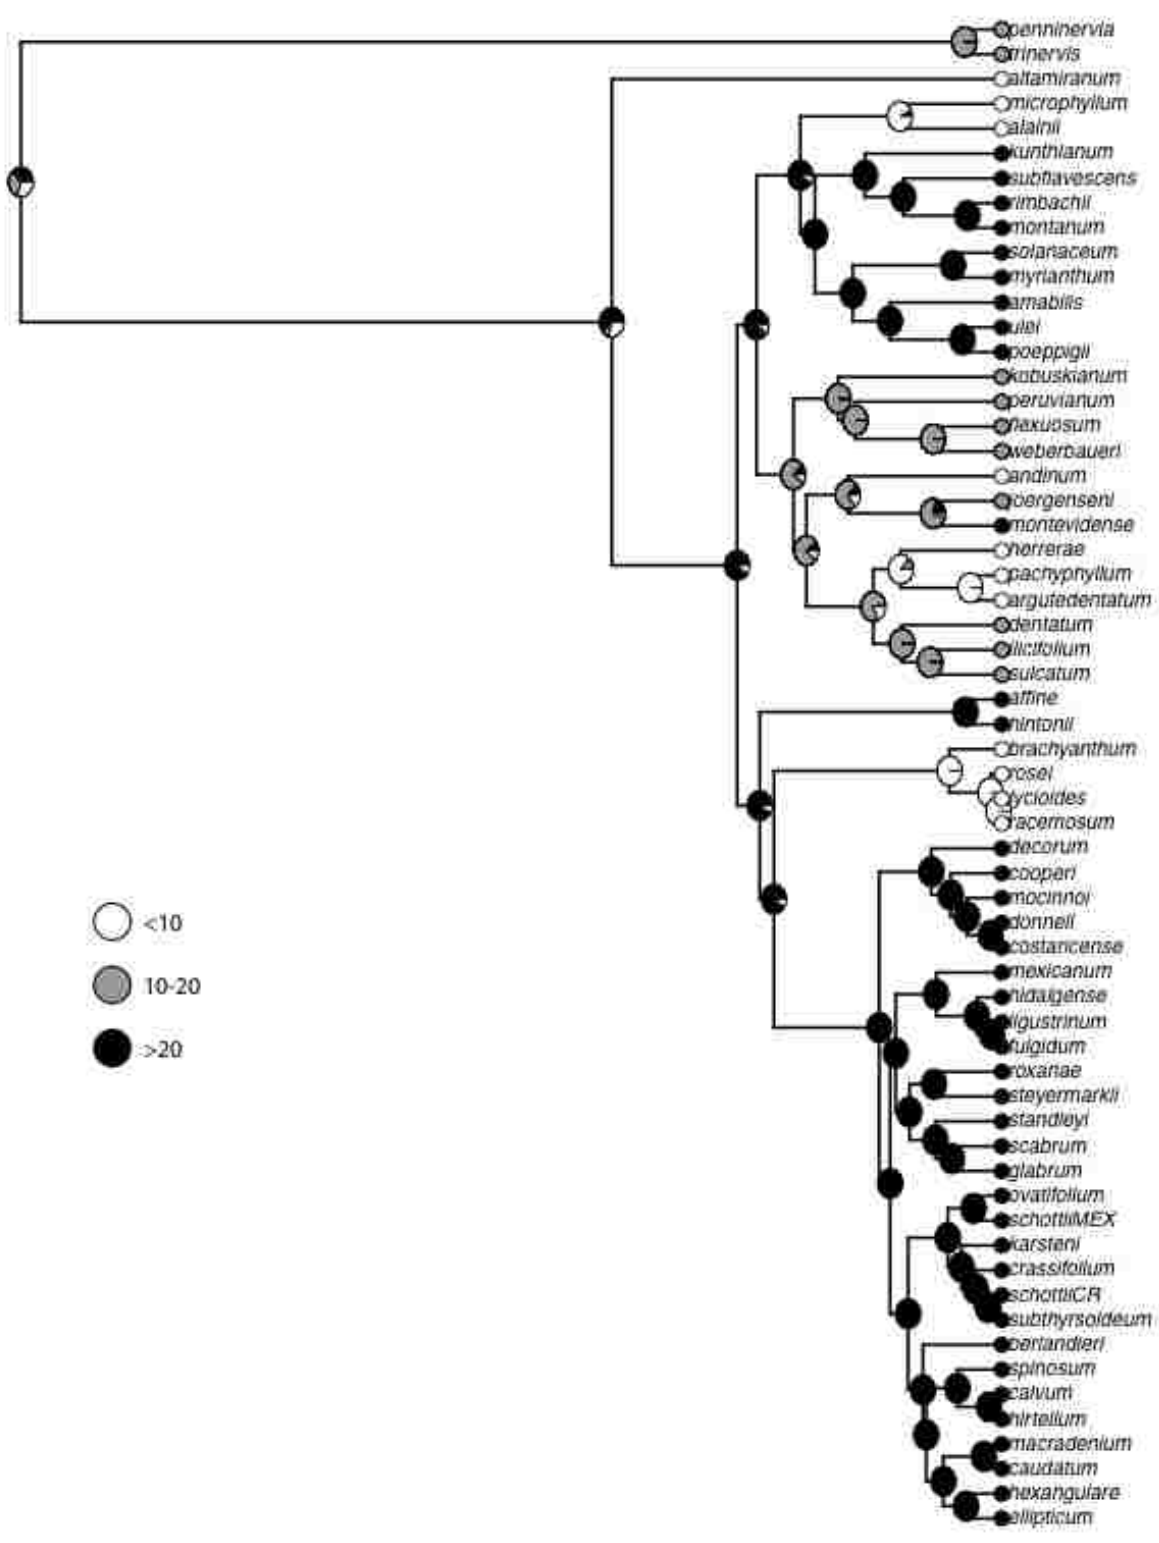 penninervia
trinervis
altamiranum
microphyllum
alainii
kunthianum
subflavescens
rimbachii
montanum
solanaceum
myrianthum
amabilis
ulei
poeppigii
kobuskianum
peruvianum
flexuosum
weberbaueri
andinum
joergenseni
montevidense
herrerae
pachyphyllum
argutedentatum
dentatum
ilicifolium
sulcatum
affine
hintonii
brachyanthum
rosei
lycioides
racemosum
decorum
cooperi
mocinnoi
donnell
costaricense
mexicanum
hidalgense
ligustrinum
fulgidum
roxanae
steyermarkii
standleyi
scabrum
glabrum
ovatifolium
schottiiMEX
karsteni
crassifolium
schottiiCR
subthyrsoideum
berlandieri
spinosum
calvum
hirtellum
macradenium
caudatum
hexangulare
ellipticum
<10
10-20
>20